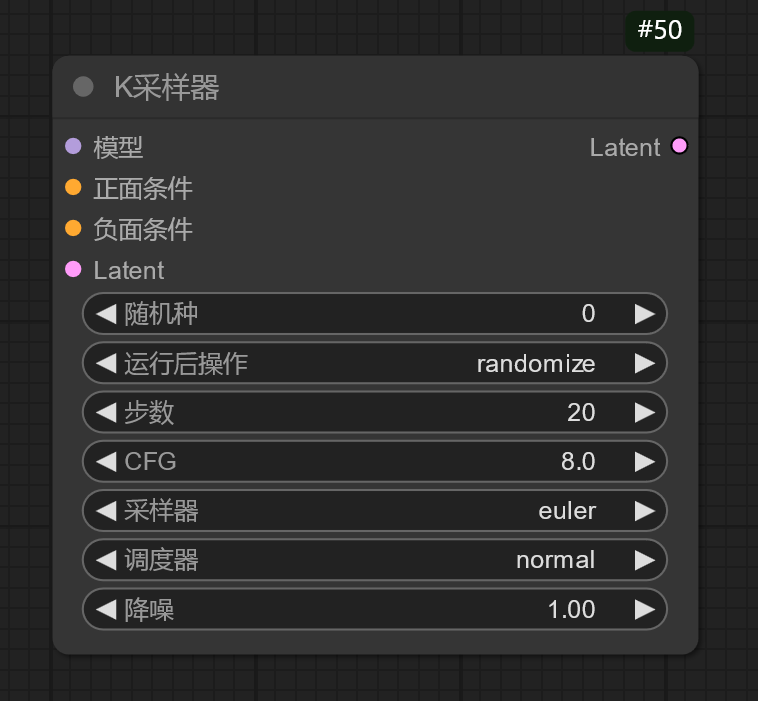 #50
K采样器
模型 Latent
正面条件
负面条件
Latent
随机种 0
运行后操作 randomize
步数 20
CFG 8.0
采样器 euler
调度器 normal
降噪 1.00